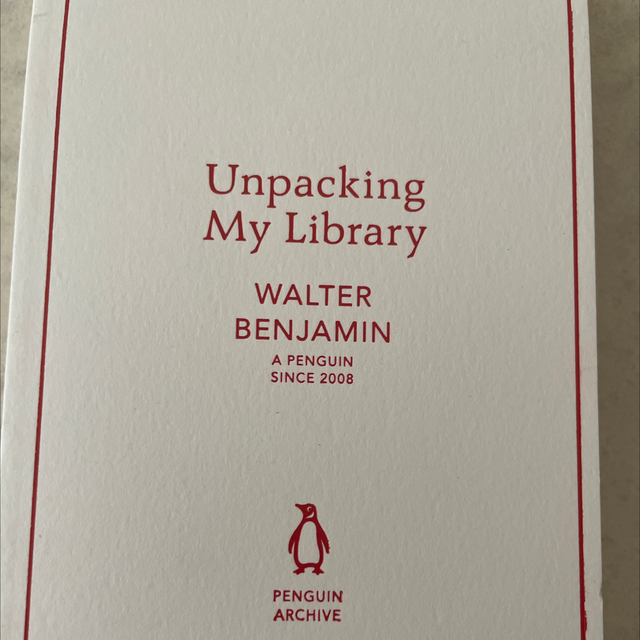 Unpacking
My Library
WALTER
BENJAMIN
A PENGUIN
SINCE 2008
PENGUIN
ARCHIVE